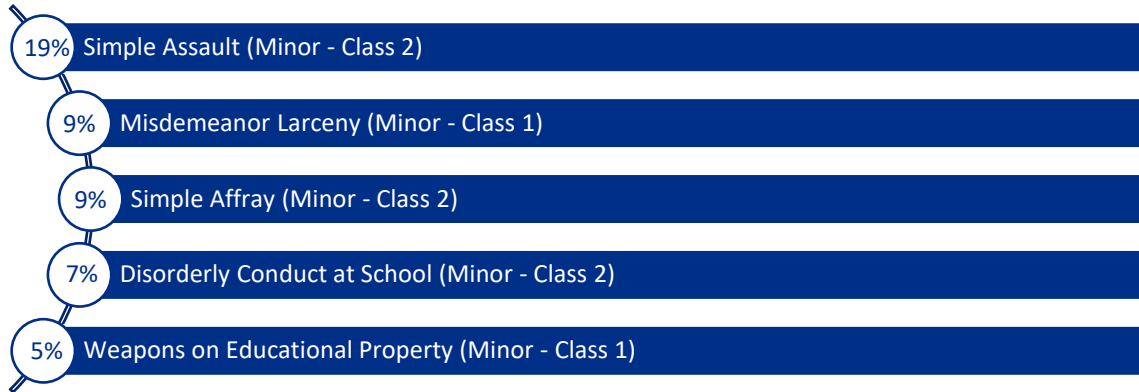 19% Simple Assault (Minor - Class 2)
9% Misdemeanor Larceny (Minor - Class 1)
9% Simple Affray (Minor - Class 2)
7% Disorderly Conduct at School (Minor - Class 2)
5% Weapons on Educational Property (Minor - Class 1)